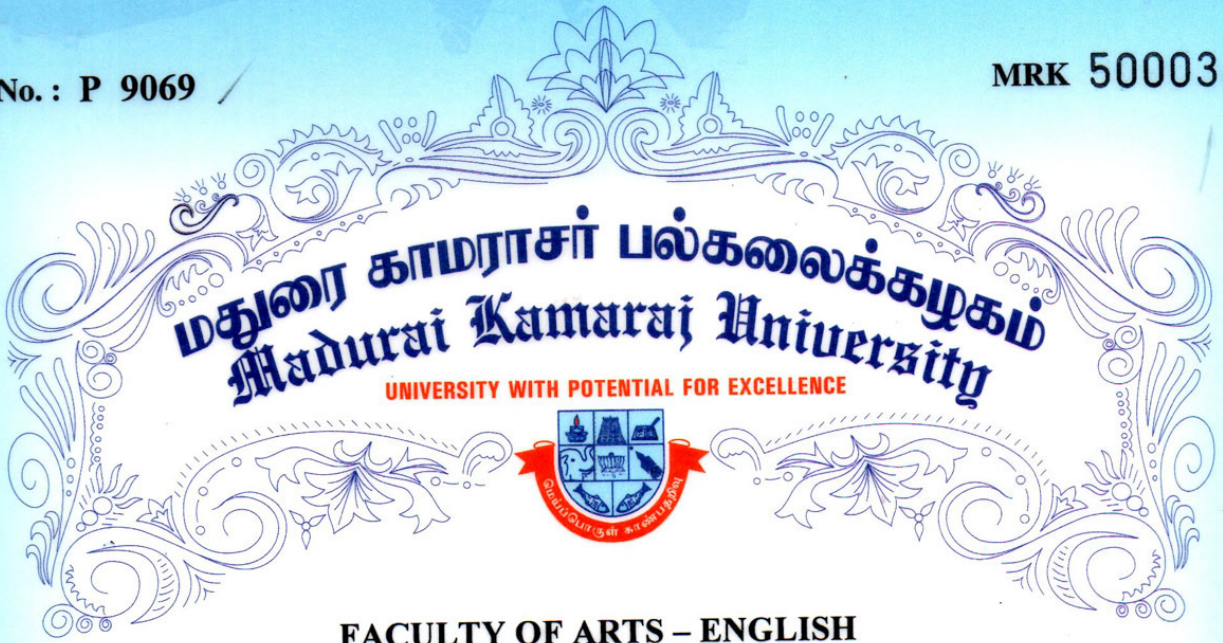 No. : P 9069
MRK 50003
மதுரை காமராசர் பல்கலைக்கழகம்
Madurai Kamaraj University
UNIVERSITY WITH POTENTIAL FOR EXCELLENCE
மெய்ப்பொருள் காண்பதறிவு
FACULTY OF ARTS – ENGLISH